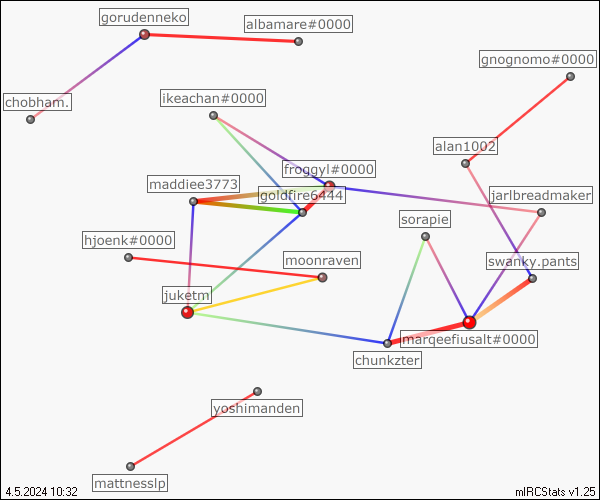 gorudenneko
albamare#0000
gnognomo#0000
chobham.
ikeachan#0000
alan1002
froggyl#0000
maddiee3773
goldfire6444
jarlbreadmaker
sorapie
hjoenk#0000
moonraven
swanky.pants
juketm
marqeefiusalt#0000
chunkzter
yoshimanden
mattnesslp
4.5.2024 10:32
mIRCStats v1.25